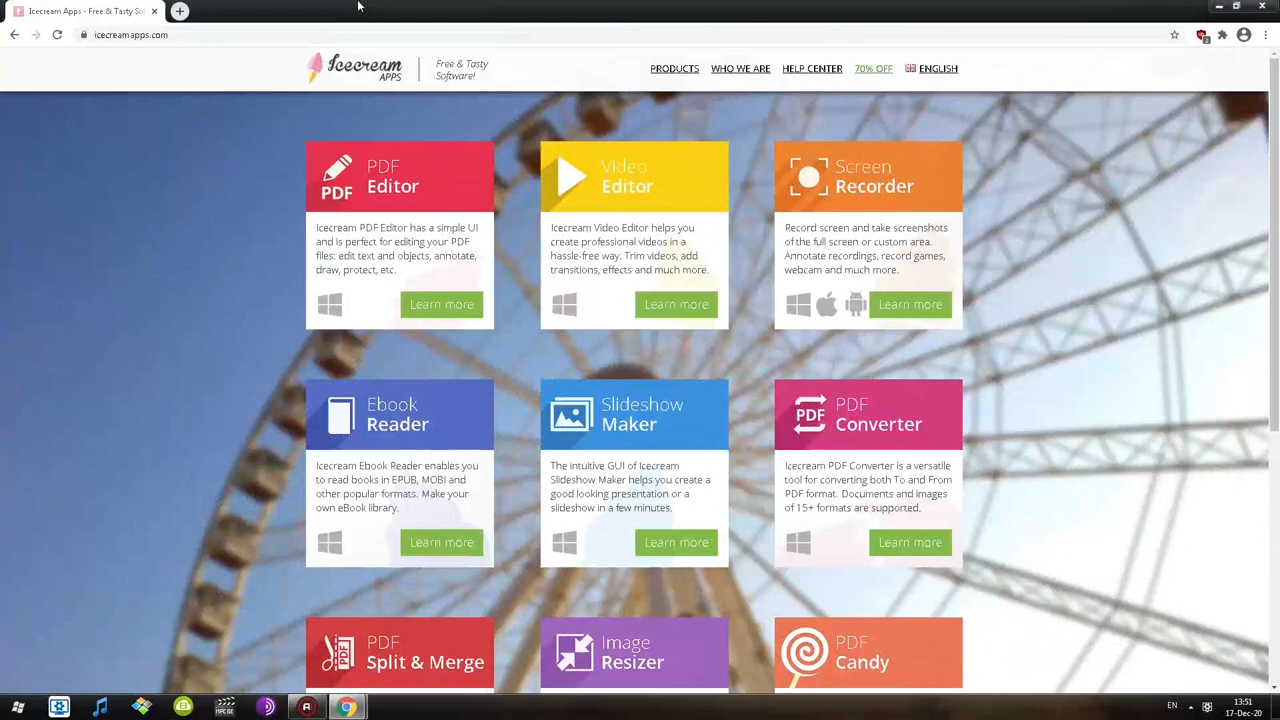 Icecream Apps - Free & Tasty Sof
icecreamapps.com
Icecream
APPS
Free & Tasty
Software!
PRODUCTS
WHO WE ARE
HELP CENTER
70% OFF
ENGLISH
PDF
PDF
Editor
Icecream PDF Editor has a simple UI
and is perfect for editing your PDF
files: edit text and objects, annotate,
draw, protect, etc.
Learn more
Video
Editor
Icecream Video Editor helps you
create professional videos in a
hassle-free way. Trim videos, add
transitions, effects and much more.
Learn more
Screen
Recorder
Record screen and take screenshots
of the full screen or custom area.
Annotate recordings, record games,
webcam and much more.
Learn more
Ebook
Reader
Icecream Ebook Reader enables you
to read books in EPUB, MOBI and
other popular formats. Make your
own eBook library.
Learn more
Slideshow
Maker
The intuitive GUI of Icecream
Slideshow Maker helps you create a
good looking presentation or a
slideshow in a few minutes.
Learn more
PDF
PDF
Converter
Icecream PDF Converter is a versatile
tool for converting both To and From
PDF format. Documents and Images
of 15+ formats are supported.
Learn more
PDF
PDF
Split & Merge
Image
Resizer
PDF
Candy
EN
13:51
17-Dec-20